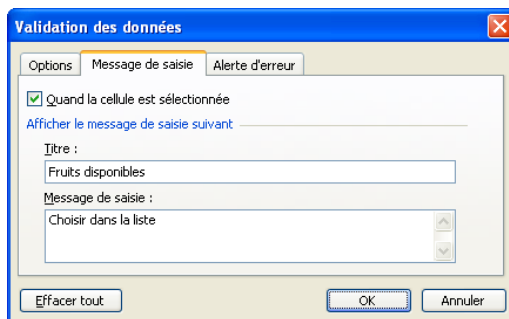 Validation des données
Options Message de saisie Alerte d'erreur
Quand la cellule est sélectionnée
Afficher le message de saisie suivant
Titre :
Fruits disponibles
Message de saisie :
Choisir dans la liste
Effacer tout OK Annuler